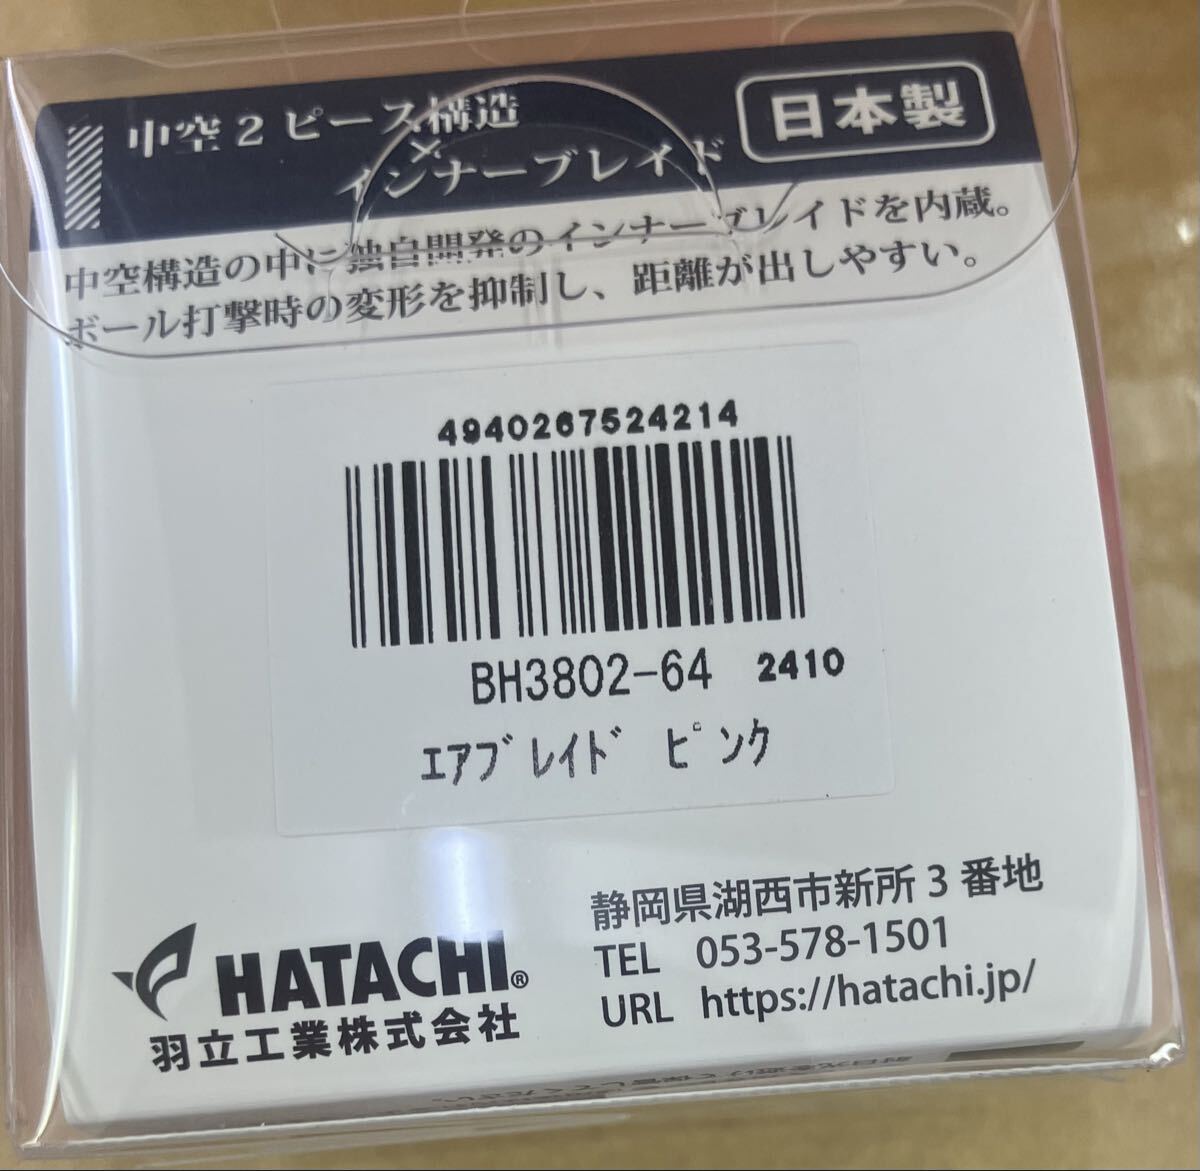 中空2ピース構造
×
インナーブレイド
日本製
中空構造の中に独自開発のインナーブレイドを内蔵。
ボール打撃時の変形を抑制し、距離が出しやすい。
4940267524214
BH3802-64 2410
ｴｱﾌﾞﾚｲﾄﾞ ﾋﾟﾝｸ
HATACHI®
羽立工業株式会社
静岡県湖西市新所3番地
TEL 053-578-1501
URL https://hatachi.jp/